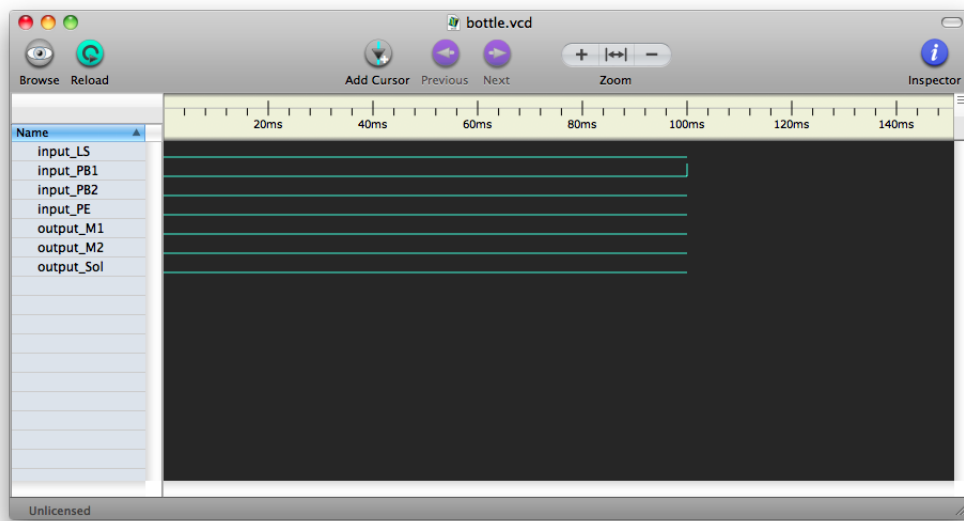 bottle.vcd
Browse Reload Add Cursor Previous Next Zoom Inspector
20ms 40ms 60ms 80ms 100ms 120ms 140ms
Name
input_LS
input_PB1
input_PB2
input_PE
output_M1
output_M2
output_Sol
Unlicensed